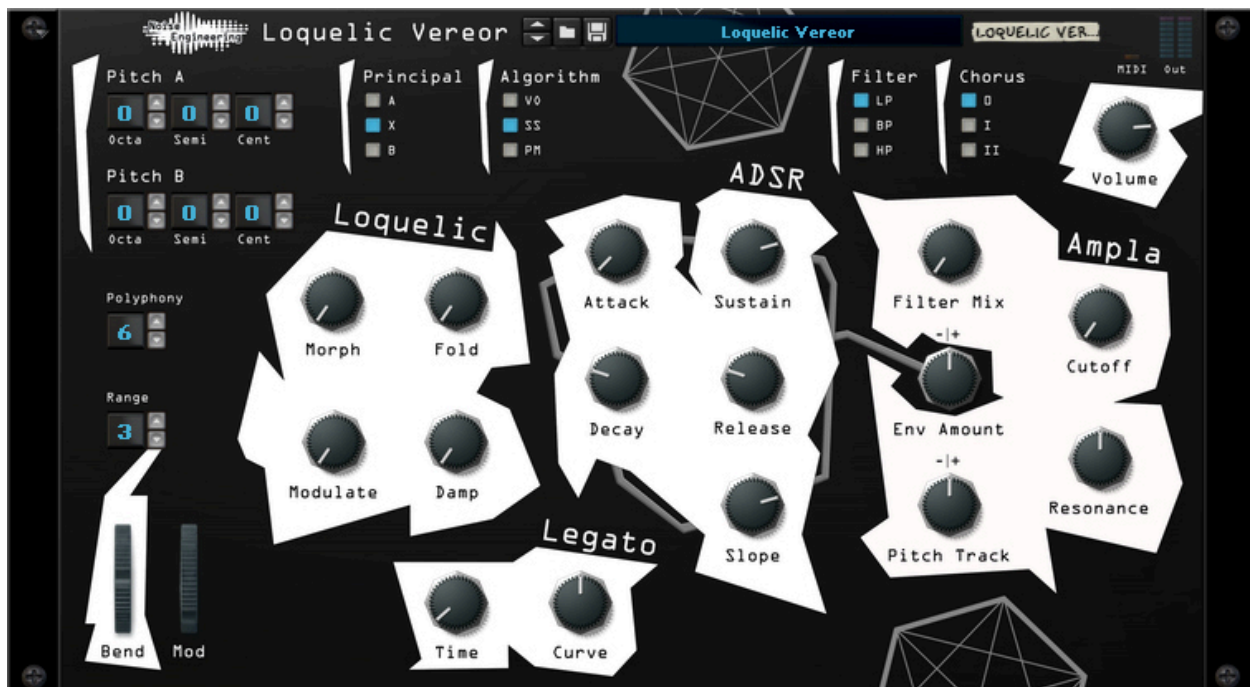 Noise Engineering
Loquelic Vereor
Loquelic Vereor
LOQUELIC VER...
MIDI Out
Pitch A
0 0 0
Octa Semi Cent
Pitch B
0 0 0
Octa Semi Cent
Principal
A
X
B
Algorithm
VO
SS
PM
Filter
LP
BP
HP
Chorus
O
I
II
Volume
Polyphony
6
Range
3
Bend Mod
Loquelic
Morph Fold
Modulate Damp
ADSR
Attack Sustain
Decay Release
Slope
Legato
Time Curve
Ampla
Filter Mix
Cutoff
-|+
Env Amount
Resonance
-|+
Pitch Track